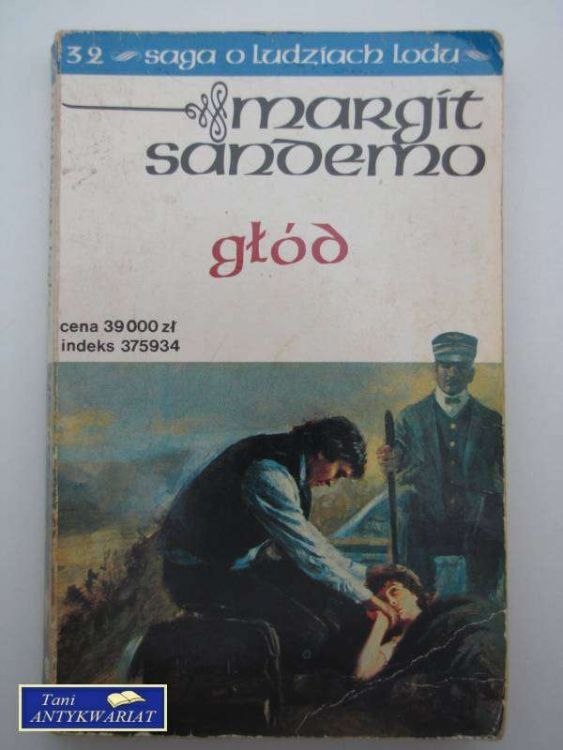 32 saga o ludziach lodu
margit
sandemo
głód
cena 39000 zł
indeks 375934
Tani
ANTYKWARIAT